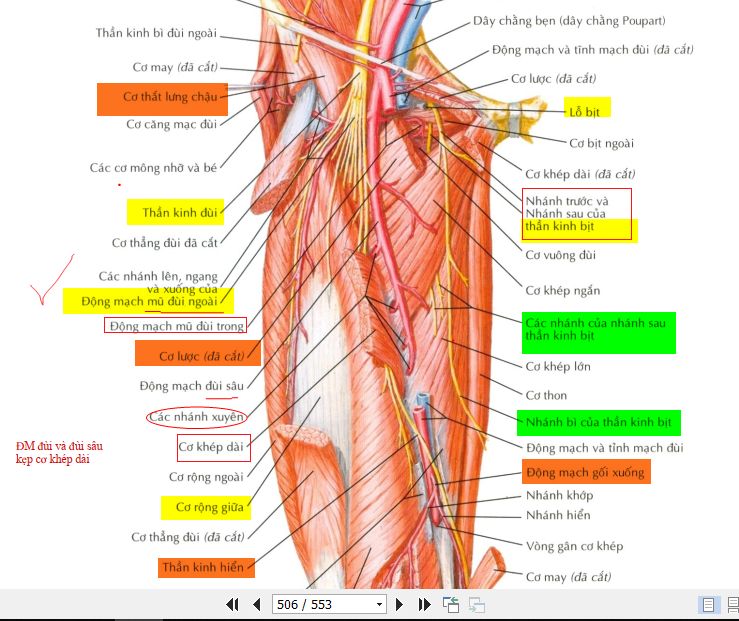 Thần kinh bì đùi ngoài
Cơ may (đã cắt)
Cơ thắt lưng chậu
Cơ căng mạc đùi
Các cơ mông nhỡ và bé
Thần kinh đùi
Cơ thẳng đùi đã cắt
Các nhánh lên, ngang
và xuống của
Động mạch mũ đùi ngoài
Động mạch mũ đùi trong
Cơ lược (đã cắt)
Động mạch đùi sâu
Các nhánh xuyên
Cơ khép dài
Cơ rộng ngoài
Cơ rộng giữa
Cơ thẳng đùi (đã cắt)
Thần kinh hiển
ĐM đùi và đùi sâu
kẹp cơ khép dài
Dây chằng bẹn (dây chằng Poupart)
Động mạch và tĩnh mạch đùi (đã cắt)
Cơ lược (đã cắt)
Lỗ bịt
Cơ bịt ngoài
Cơ khép dài (đã cắt)
Nhánh trước và
Nhánh sau của
thần kinh bịt
Cơ vuông đùi
Cơ khép ngắn
Các nhánh của nhánh sau
thần kinh bịt
Cơ khép lớn
Cơ thon
Nhánh bì của thần kinh bịt
Động mạch và tỉnh mạch đùi
Động mạch gối xuống
Nhánh khớp
Nhánh hiển
Vòng gân cơ khép
Cơ may (đã cắt)
506 / 553